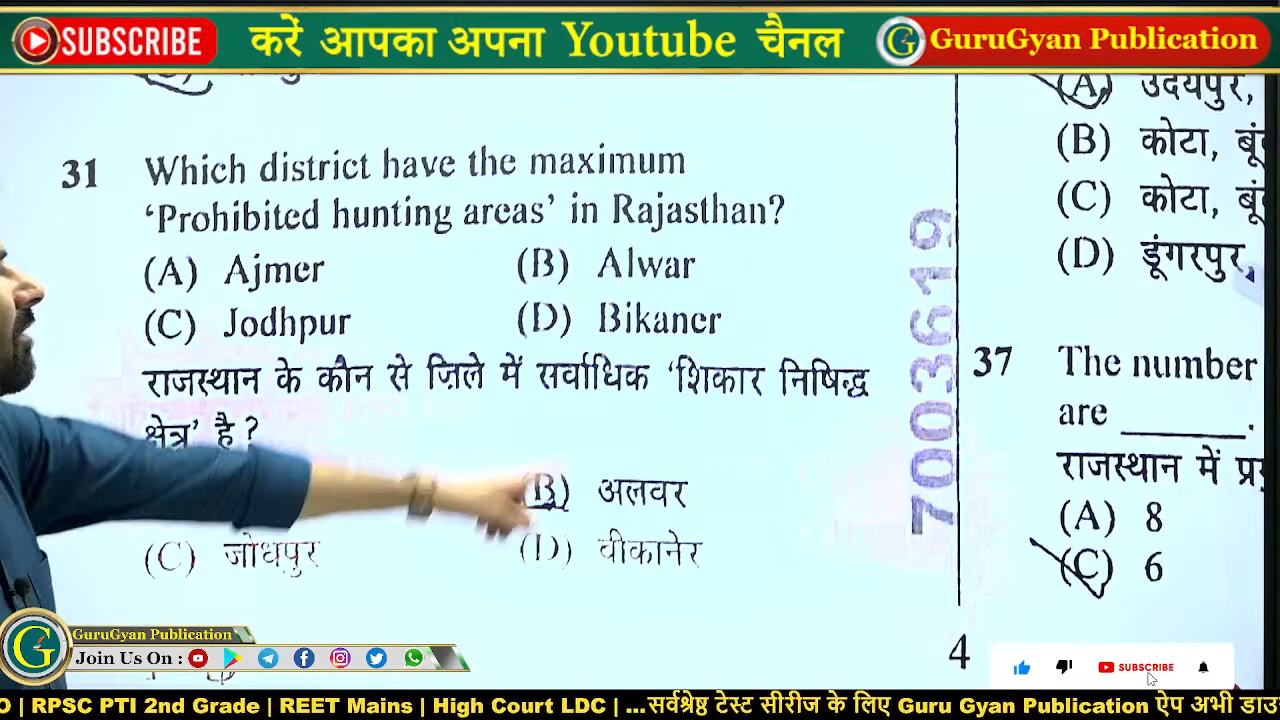 SUBSCRIBE करें आपका अपना Youtube चैनल GuruGyan Publication
31 Which district have the maximum
‘Prohibited hunting areas’ in Rajasthan?
(A) Ajmer (B) Alwar
(C) Jodhpur (D) Bikaner
राजस्थान के कौन से जिले में सर्वाधिक ‘शिकार निषिद्ध
क्षेत्र’ है ?
(B) अलवर
(C) जोधपुर (D) बीकानेर
7003619
(A) उदयपुर,
(B) कोटा,
(C) कोटा,
(D) डूंगरपुर,
37 The number
are ______.
राजस्थान में
(A) 8
(C) 6
4
GuruGyan Publication
Join Us On :
SUBSCRIBE
| RPSC PTI 2nd Grade | REET Mains | High Court LDC | ...सर्वश्रेष्ठ टेस्ट सीरीज के लिए Guru Gyan Publication ऐप अभी